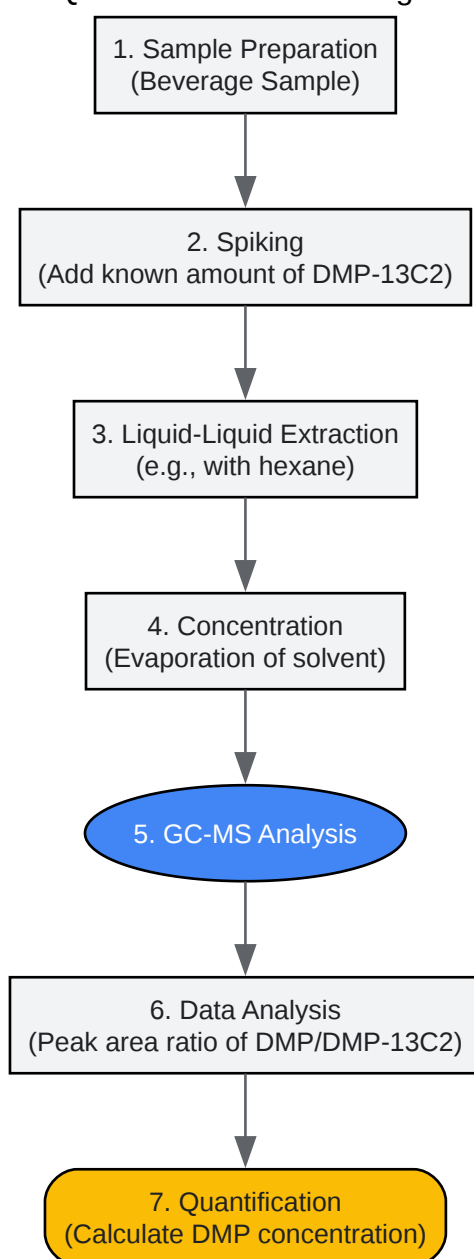 1. Sample Preparation
(Beverage Sample)
2. Spiking
(Add known amount of DMP-13C2)
3. Liquid-Liquid Extraction
(e.g., with hexane)
4. Concentration
(Evaporation of solvent)
5. GC-MS Analysis
6. Data Analysis
(Peak area ratio of DMP/DMP-13C2)
7. Quantification
(Calculate DMP concentration)